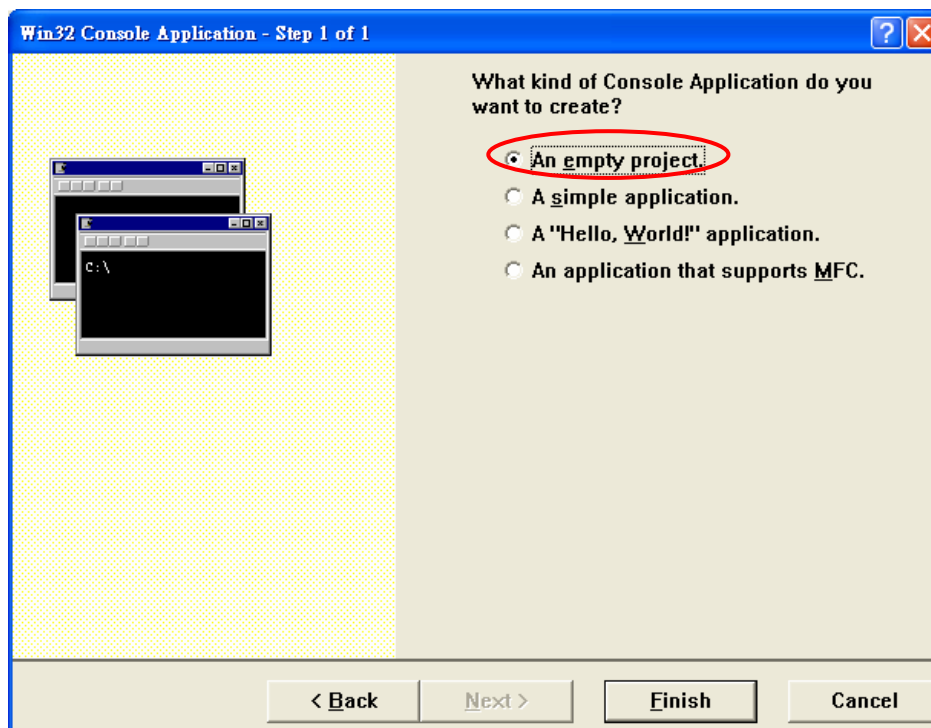 Win32 Console Application - Step 1 of 1
What kind of Console Application do you
want to create?
An empty project.
A simple application.
A "Hello, World!" application.
An application that supports MFC.
C:\
< Back
Next >
Finish
Cancel